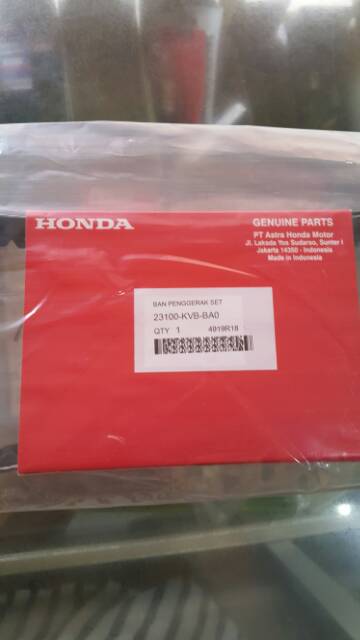 HONDA
GENUINE PARTS
PT Astra Honda Motor
Jl. Laksda Yos Sudarso, Sunter I
Jakarta 14350 - Indonesia
Made in Indonesia
BAN PENGGERAK SET
23100-KVB-BA0
QTY 1 4019R18